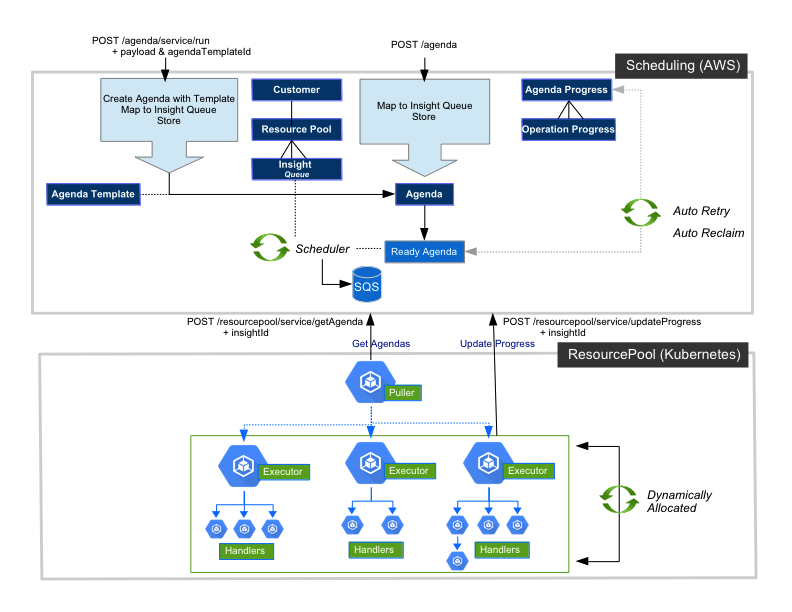 POST /agenda/service/run
+ payload & agendaTemplateId
POST /agenda
Scheduling (AWS)
Create Agenda with Template
Map to Insight Queue
Store
Customer
Resource Pool
Insight
Queue
Map to Insight Queue
Store
Agenda Progress
Operation Progress
Agenda Template
Agenda
Auto Retry
Auto Reclaim
Scheduler
Ready Agenda
SQS
POST /resourcepool/service/getAgenda
+ insightId
POST /resourcepool/service/updateProgress
+ insightId
Get Agendas
Update Progress
ResourcePool (Kubernetes)
Puller
Executor
Executor
Executor
Dynamically
Allocated
Handlers
Handlers
Handlers